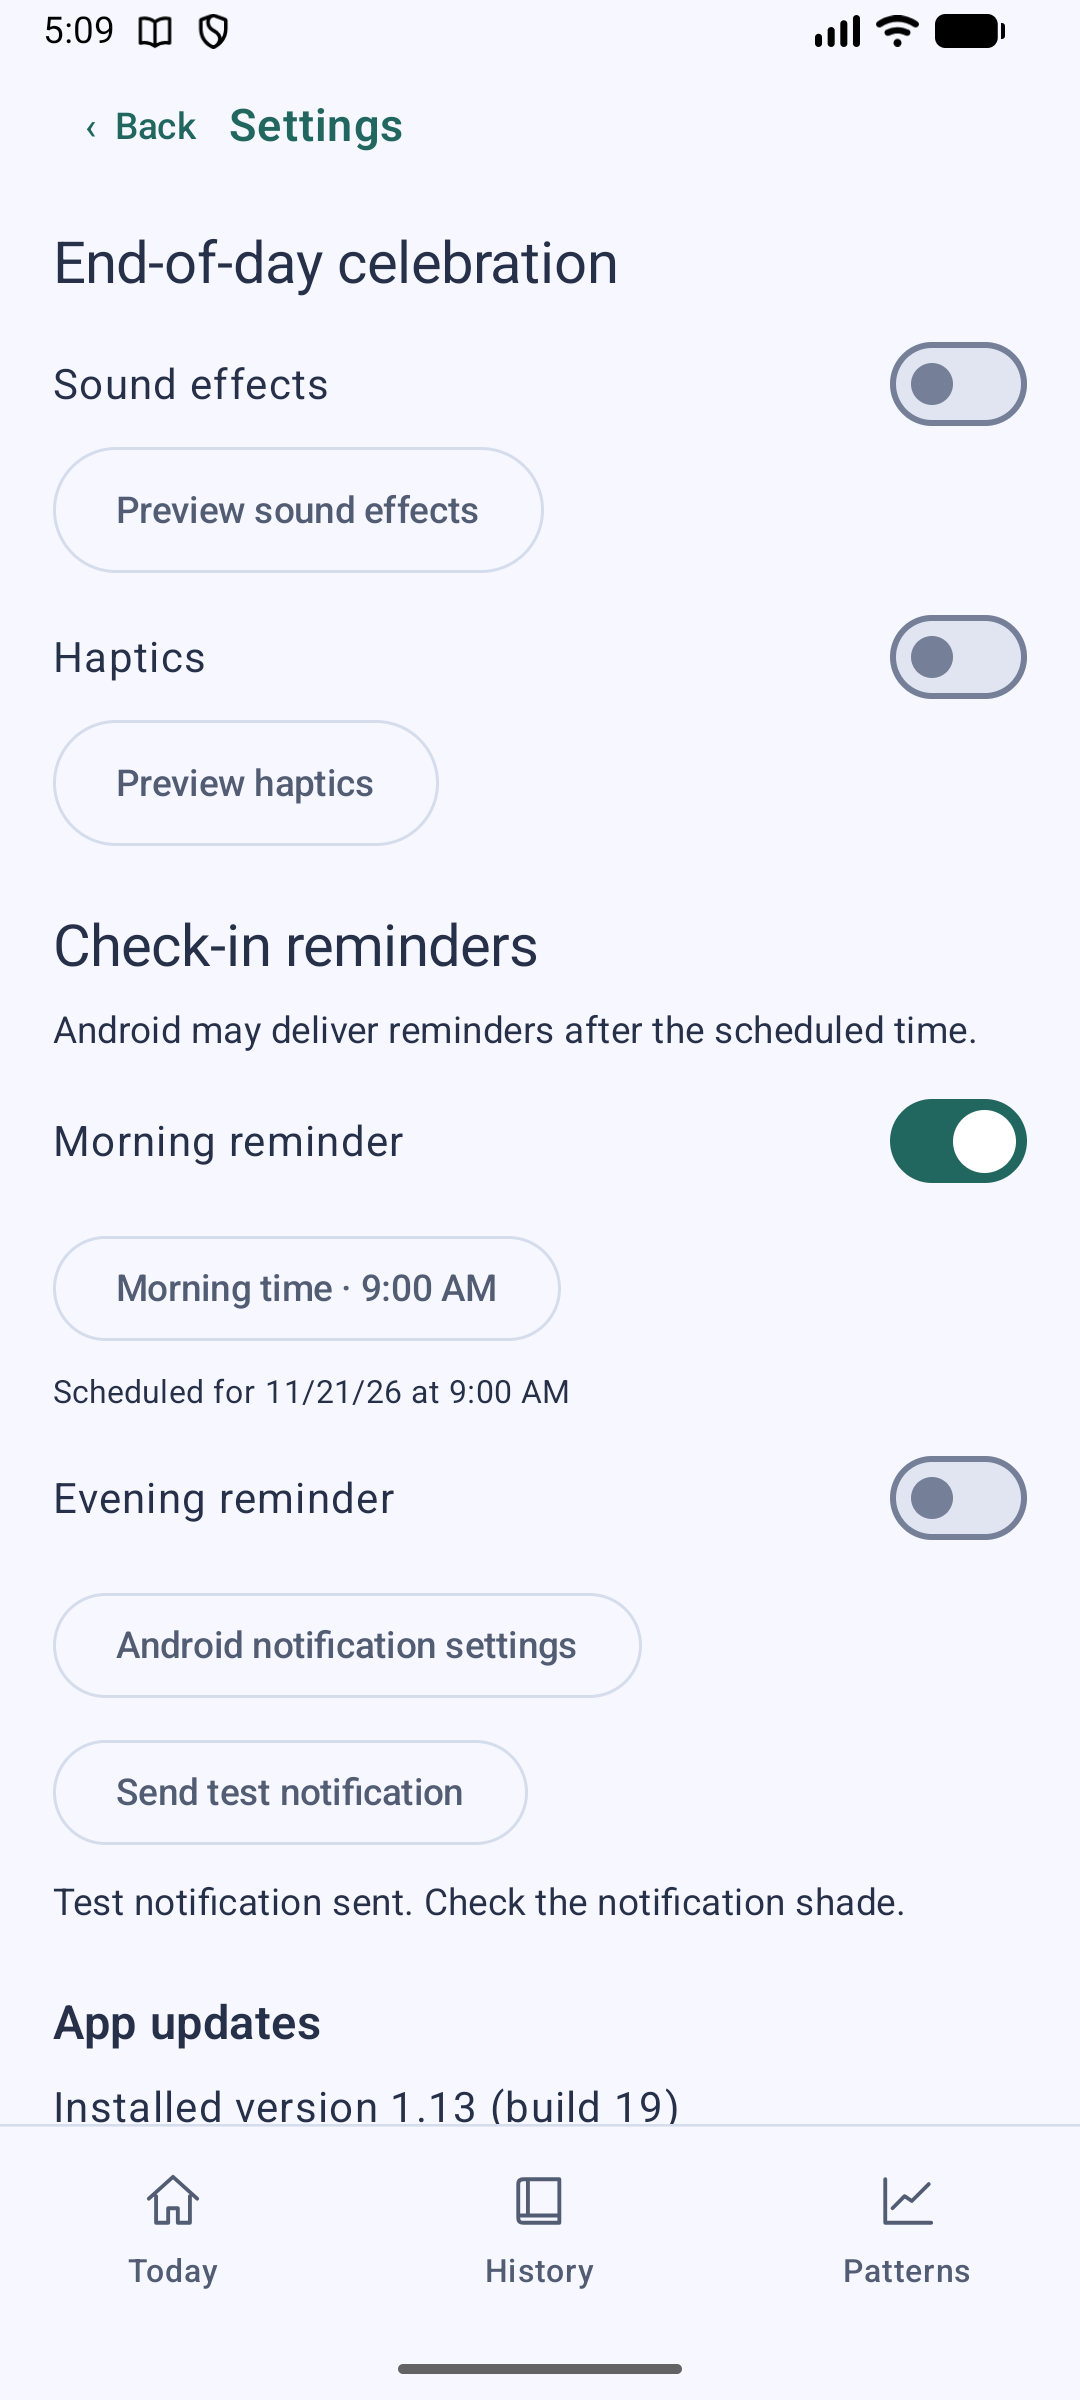 5:09
‹ Back Settings
End-of-day celebration
Sound effects
Preview sound effects
Haptics
Preview haptics
Check-in reminders
Android may deliver reminders after the scheduled time.
Morning reminder
Morning time · 9:00 AM
Scheduled for 11/21/26 at 9:00 AM
Evening reminder
Android notification settings
Send test notification
Test notification sent. Check the notification shade.
App updates
Installed version 1.13 (build 19)
Today History Patterns